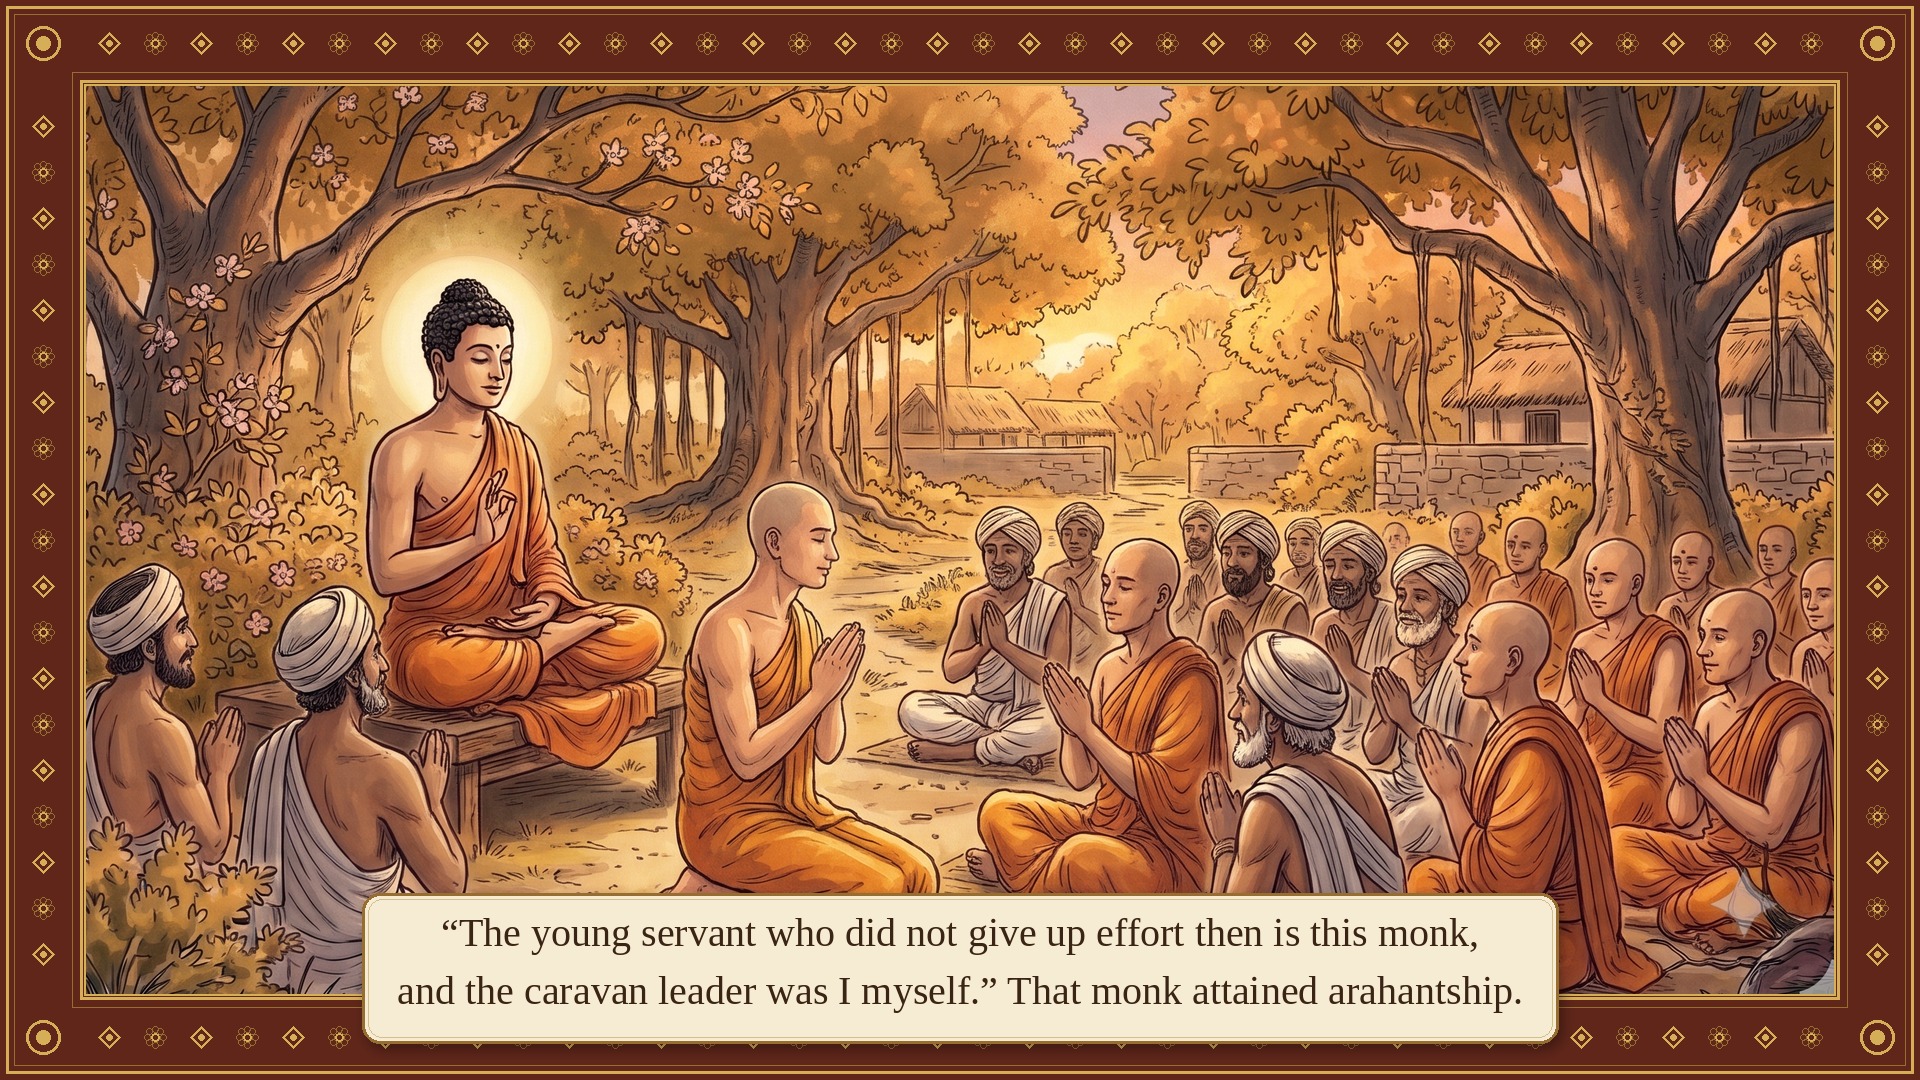 “The young servant who did not give up effort then is this monk,
and the caravan leader was I myself.” That monk attained arahantship.